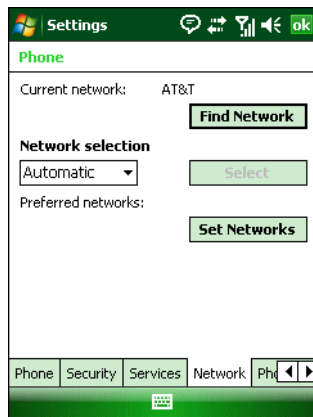 Settings ok
Phone
Current network: AT&T
Find Network
Network selection
Automatic Select
Preferred networks:
Set Networks
Phone Security Services Network